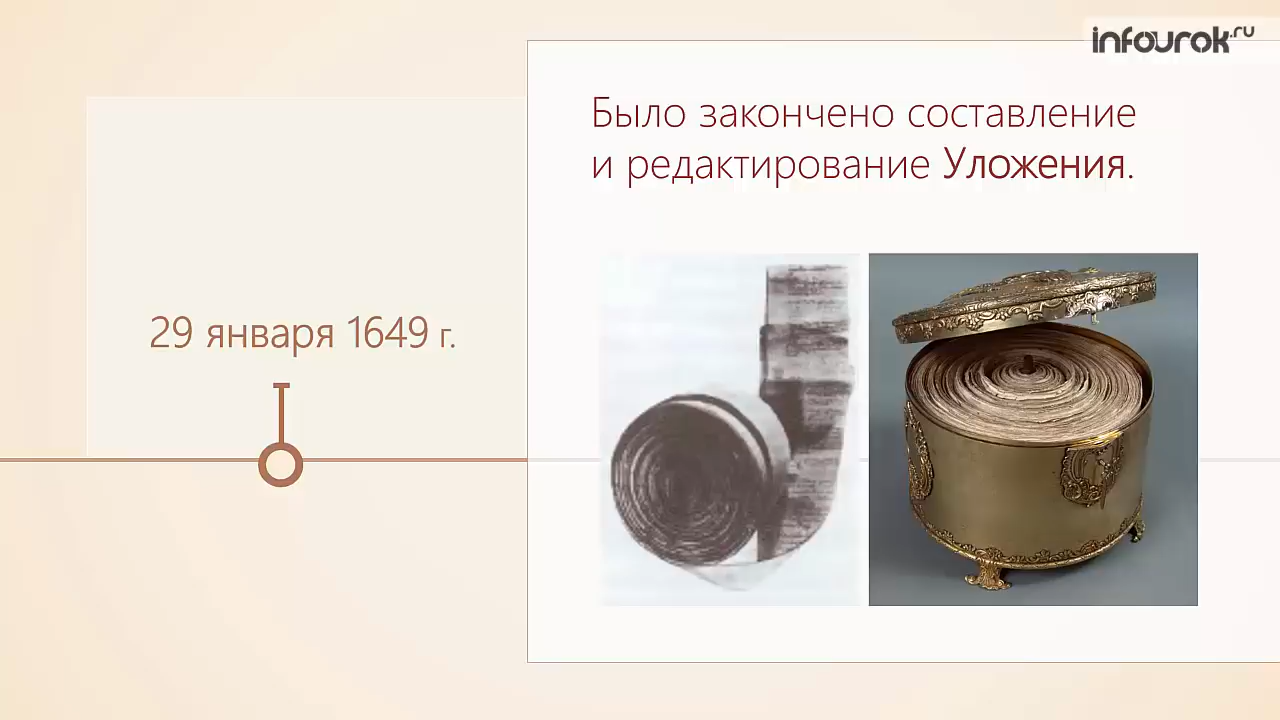 infourok.ru
Было закончено составление
и редактирование Уложения.
29 января 1649 г.